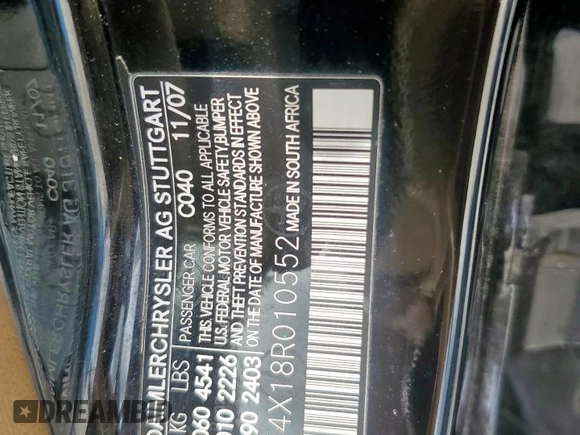 DAIMLERCHRYSLER AG STUTTGART
PASSENGER CAR C040 11/07
KG LBS
060 4541
010 2226
90 2403
THIS VEHICLE CONFORMS TO ALL APPLICABLE
U.S. FEDERAL MOTOR VEHICLE SAFETY/BUMPER
AND THEFT PREVENTION STANDARDS IN EFFECT
ON THE DATE OF MANUFACTURE SHOWN ABOVE
4X18R010552 MADE IN SOUTH AFRICA